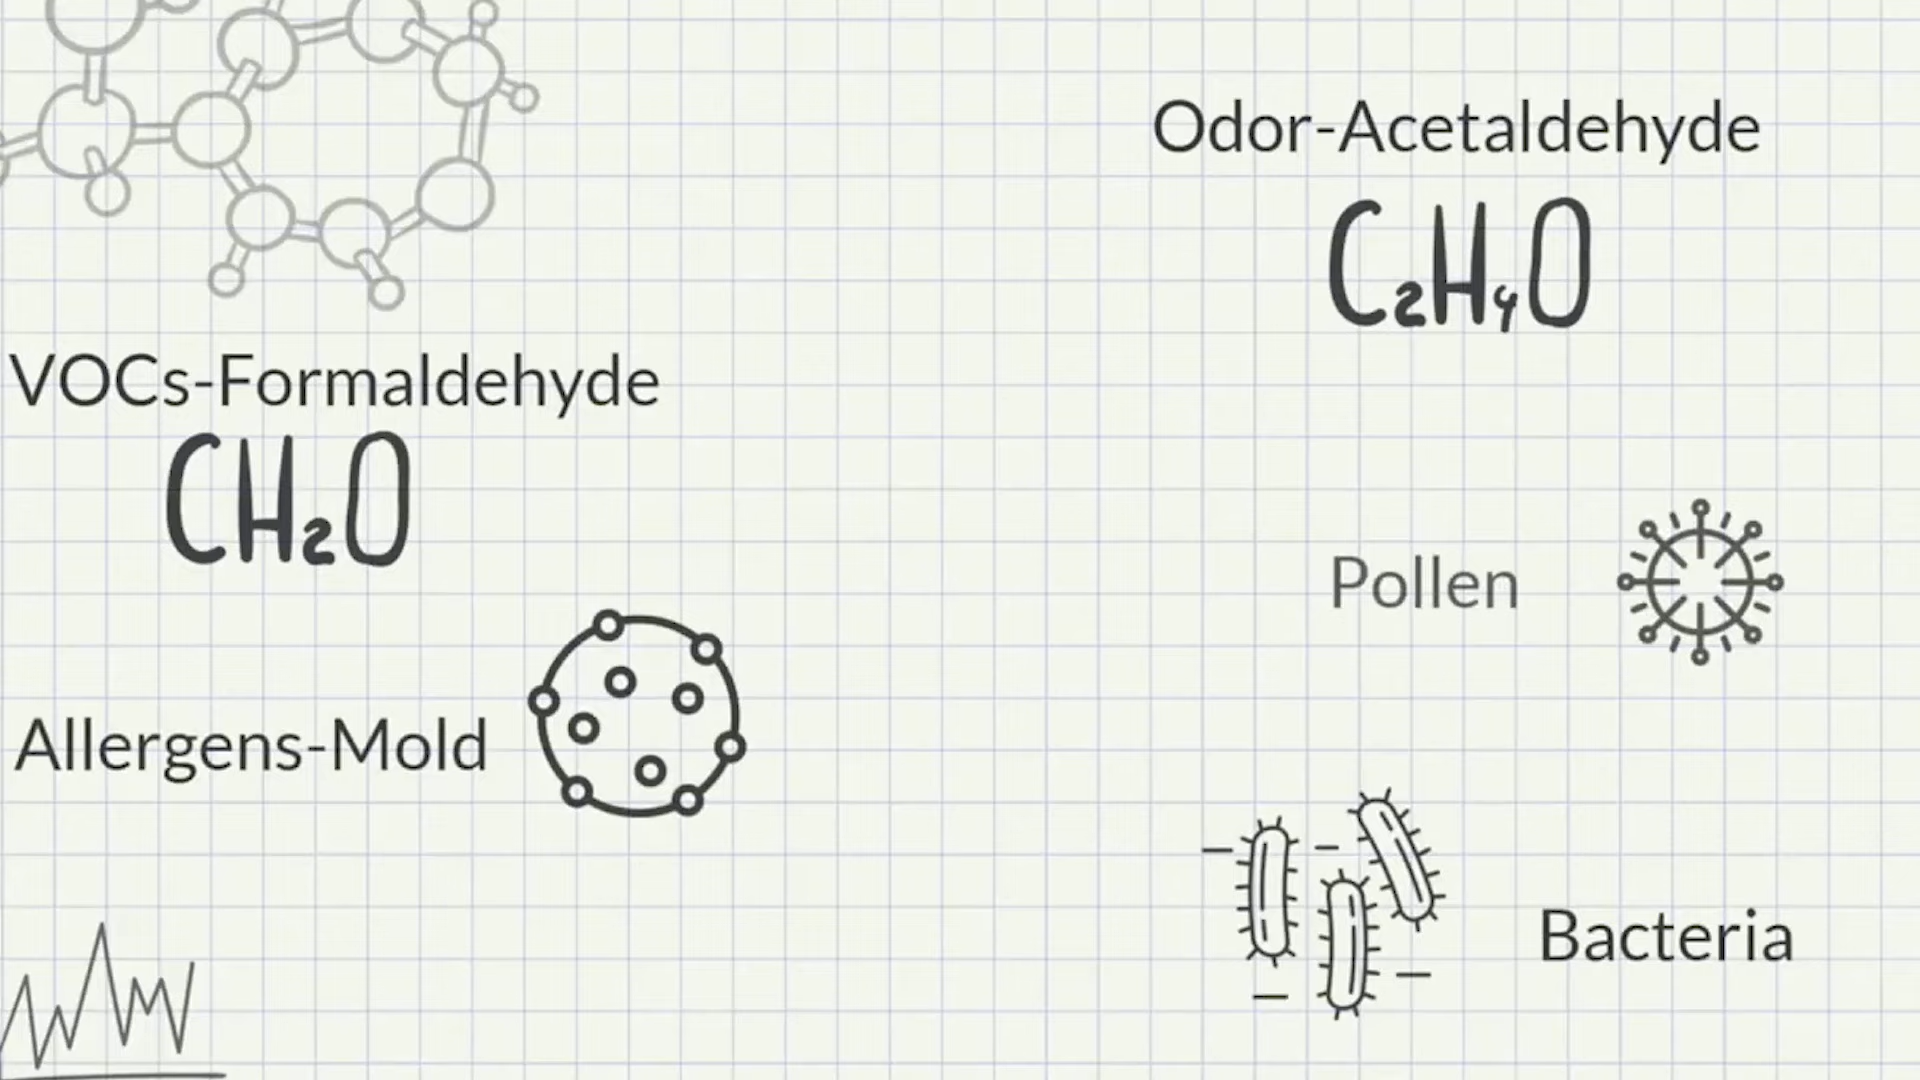 Odor-Acetaldehyde
C₂H₄O
VOCs-Formaldehyde
CH₂O
Pollen
Allergens-Mold
Bacteria